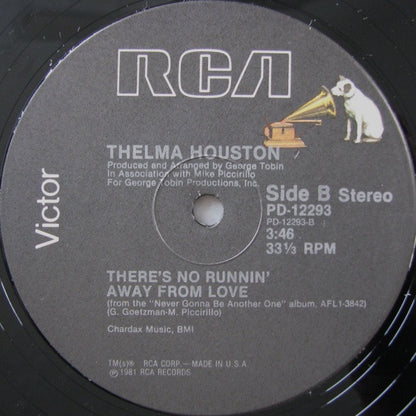 RCA
Victor
THELMA HOUSTON
Produced and Arranged by George Tobin
In Association with Mike Piccirillo
For George Tobin Productions, Inc.
Side B Stereo
PD-12293
PD-12293-B
3:46
33⅓ RPM
THERE'S NO RUNNIN'
AWAY FROM LOVE
(from the "Never Gonna Be Another One" album, AFL1-3842)
(G. Goetzman-M. Piccirillo)
Chardax Music, BMI
TM(s)® RCA CORP.—MADE IN U.S.A.
℗1981 RCA RECORDS